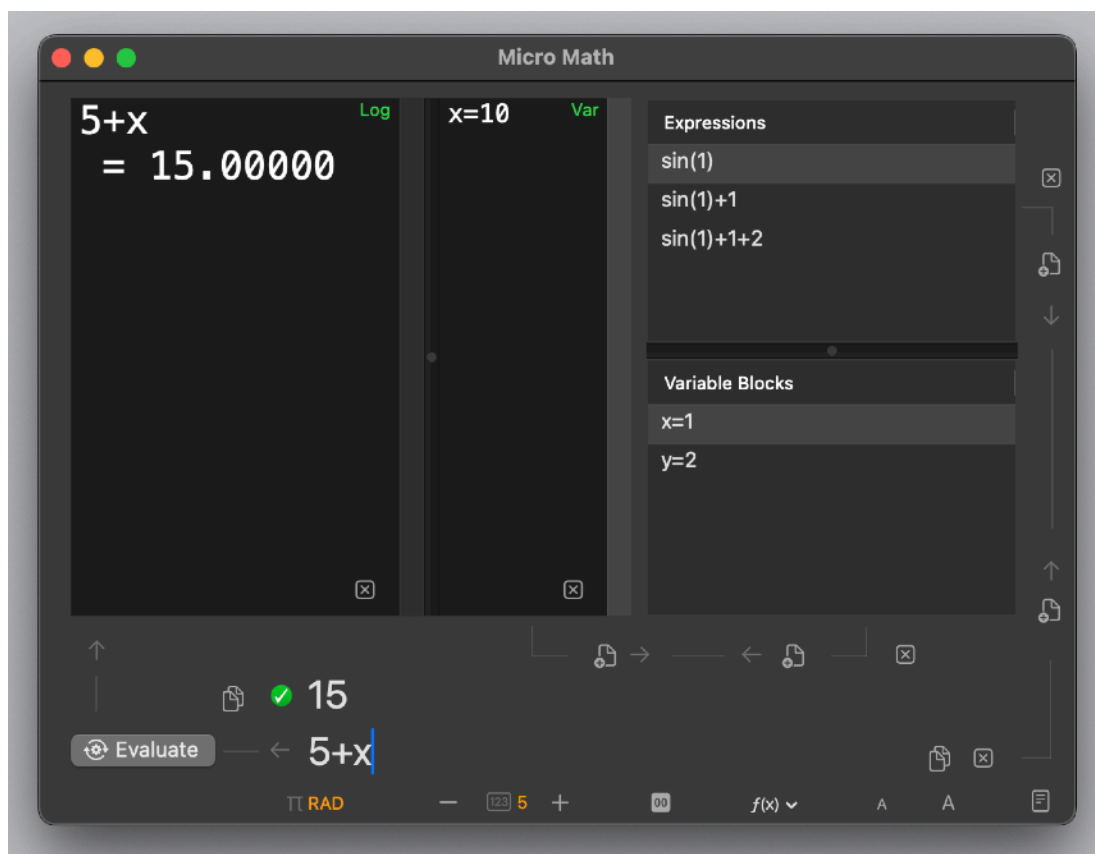 Micro Math
5+x
Log
= 15.00000
x=10
Var
Expressions
sin(1)
sin(1)+1
sin(1)+1+2
Variable Blocks
x=1
y=2
15
Evaluate
5+x
π RAD
123 5
00
f(x)
A
A